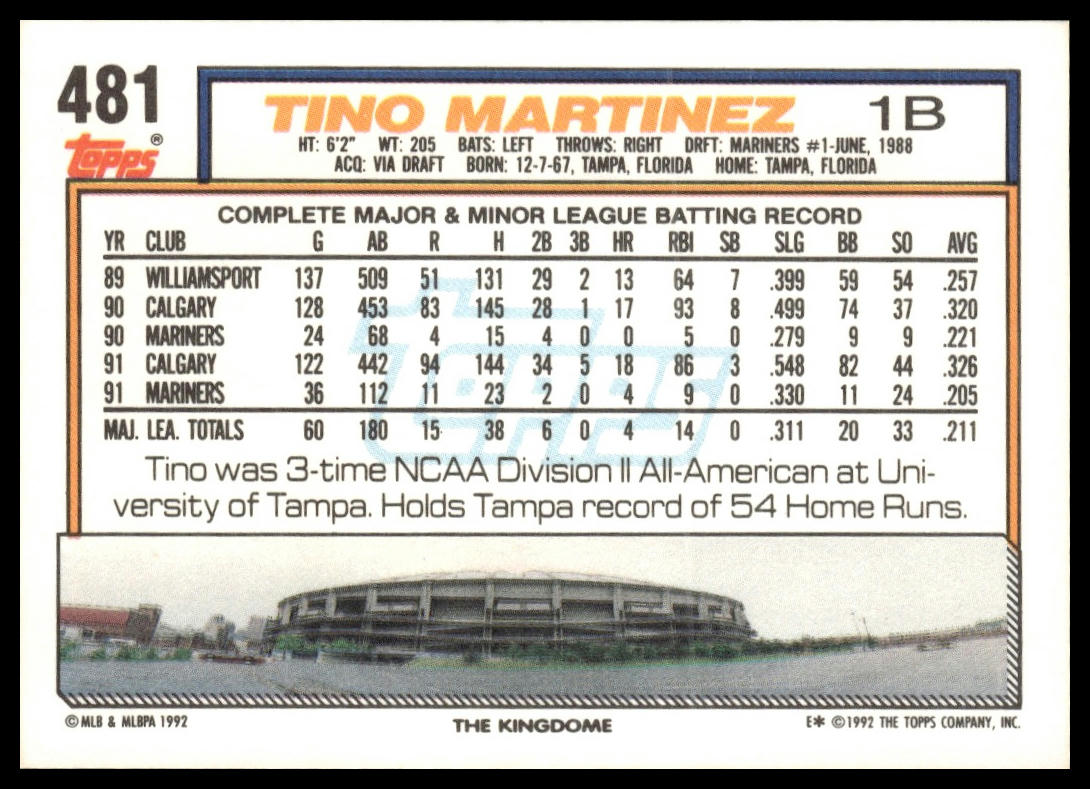 481
topps®
TINO MARTINEZ 1B
HT: 6'2" WT: 205 BATS: LEFT THROWS: RIGHT DRFT: MARINERS #1-JUNE, 1988
ACQ: VIA DRAFT BORN: 12-7-67, TAMPA, FLORIDA HOME: TAMPA, FLORIDA
COMPLETE MAJOR & MINOR LEAGUE BATTING RECORD
YR CLUB G AB R H 2B 3B HR RBI SB SLG BB SO AVG
89 WILLIAMSPORT 137 509 51 131 29 2 13 64 7 .399 59 54 .257
90 CALGARY 128 453 83 145 28 1 17 93 8 .499 74 37 .320
90 MARINERS 24 68 4 15 4 0 0 5 0 .279 9 9 .221
91 CALGARY 122 442 94 144 34 5 18 86 3 .548 82 44 .326
91 MARINERS 36 112 11 23 2 0 4 9 0 .330 11 24 .205
MAJ. LEA. TOTALS 60 180 15 38 6 0 4 14 0 .311 20 33 .211
Topps
Tino was 3-time NCAA Division II All-American at Uni-
versity of Tampa. Holds Tampa record of 54 Home Runs.
© MLB & MLBPA 1992 THE KINGDOME E* © 1992 THE TOPPS COMPANY, INC.